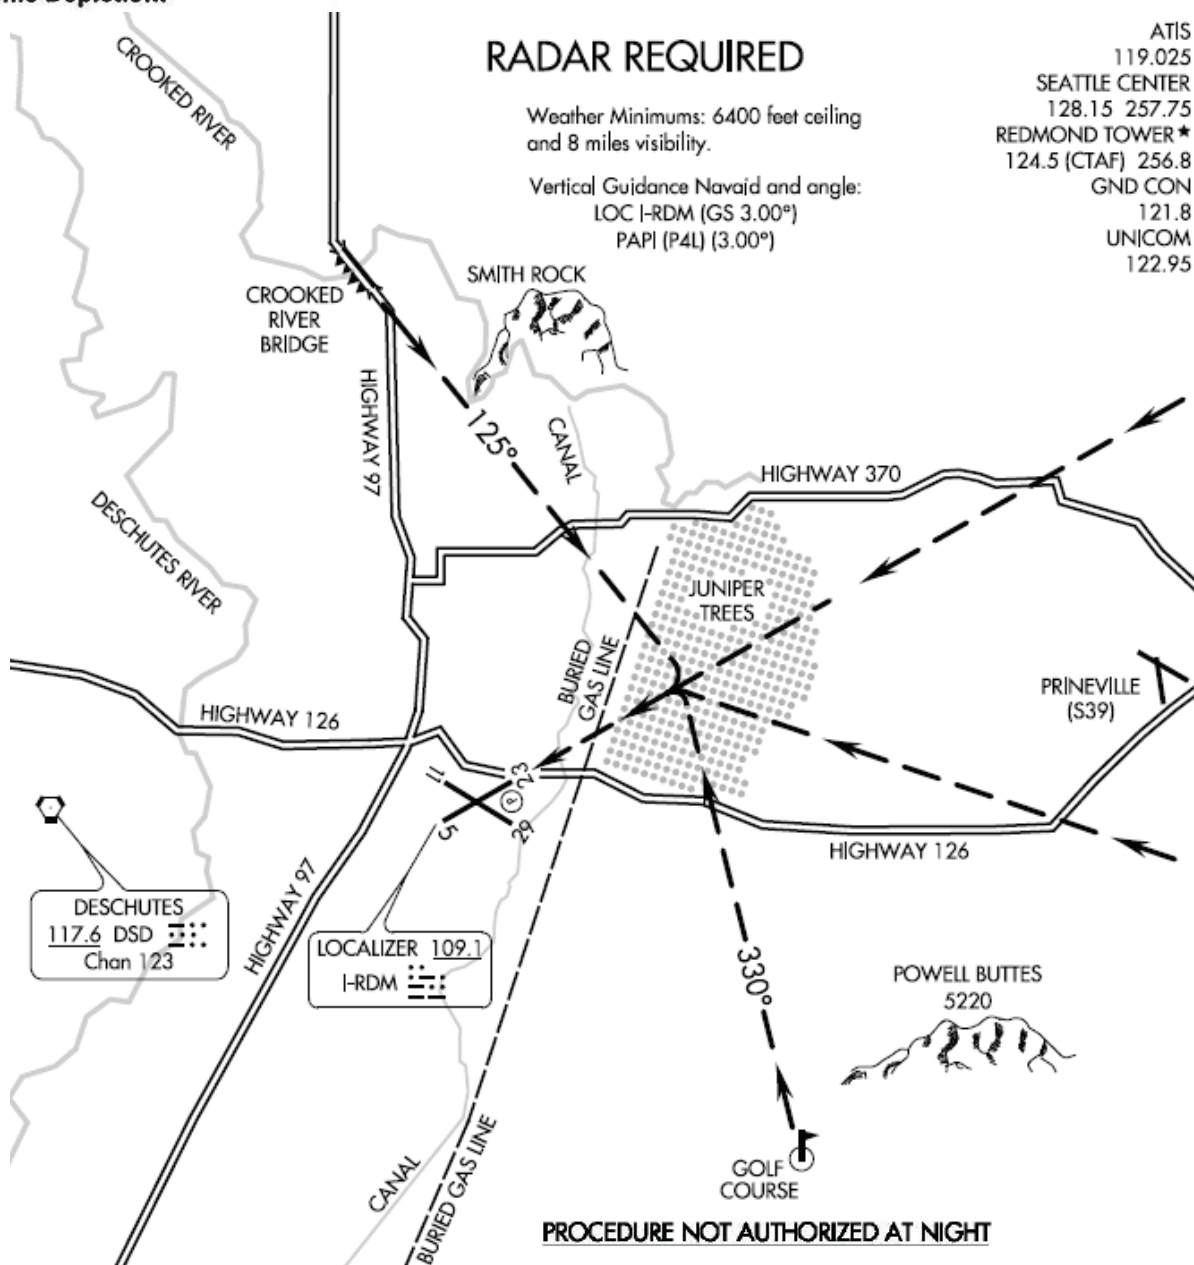 RADAR REQUIRED
Weather Minimums: 6400 feet ceiling
and 8 miles visibility.
Vertical Guidance Navaid and angle:
LOC I-RDM (GS 3.00°)
PAPI (P4L) (3.00°)
ATIS
119.025
SEATTLE CENTER
128.15 257.75
REDMOND TOWER★
124.5 (CTAF) 256.8
GND CON
121.8
UNICOM
122.95
CROOKED RIVER
CROOKED
RIVER
BRIDGE
SMITH ROCK
HIGHWAY 97
125°
CANAL
HIGHWAY 370
DESCHUTES RIVER
JUNIPER
TREES
BURIED
GAS LINE
PRINEVILLE
(S39)
HIGHWAY 126
11
23
P
5
29
HIGHWAY 126
DESCHUTES
117.6 DSD
Chan 123
HIGHWAY 97
LOCALIZER 109.1
I-RDM
330°
POWELL BUTTES
5220
CANAL
BURIED GAS LINE
GOLF
COURSE
PROCEDURE NOT AUTHORIZED AT NIGHT